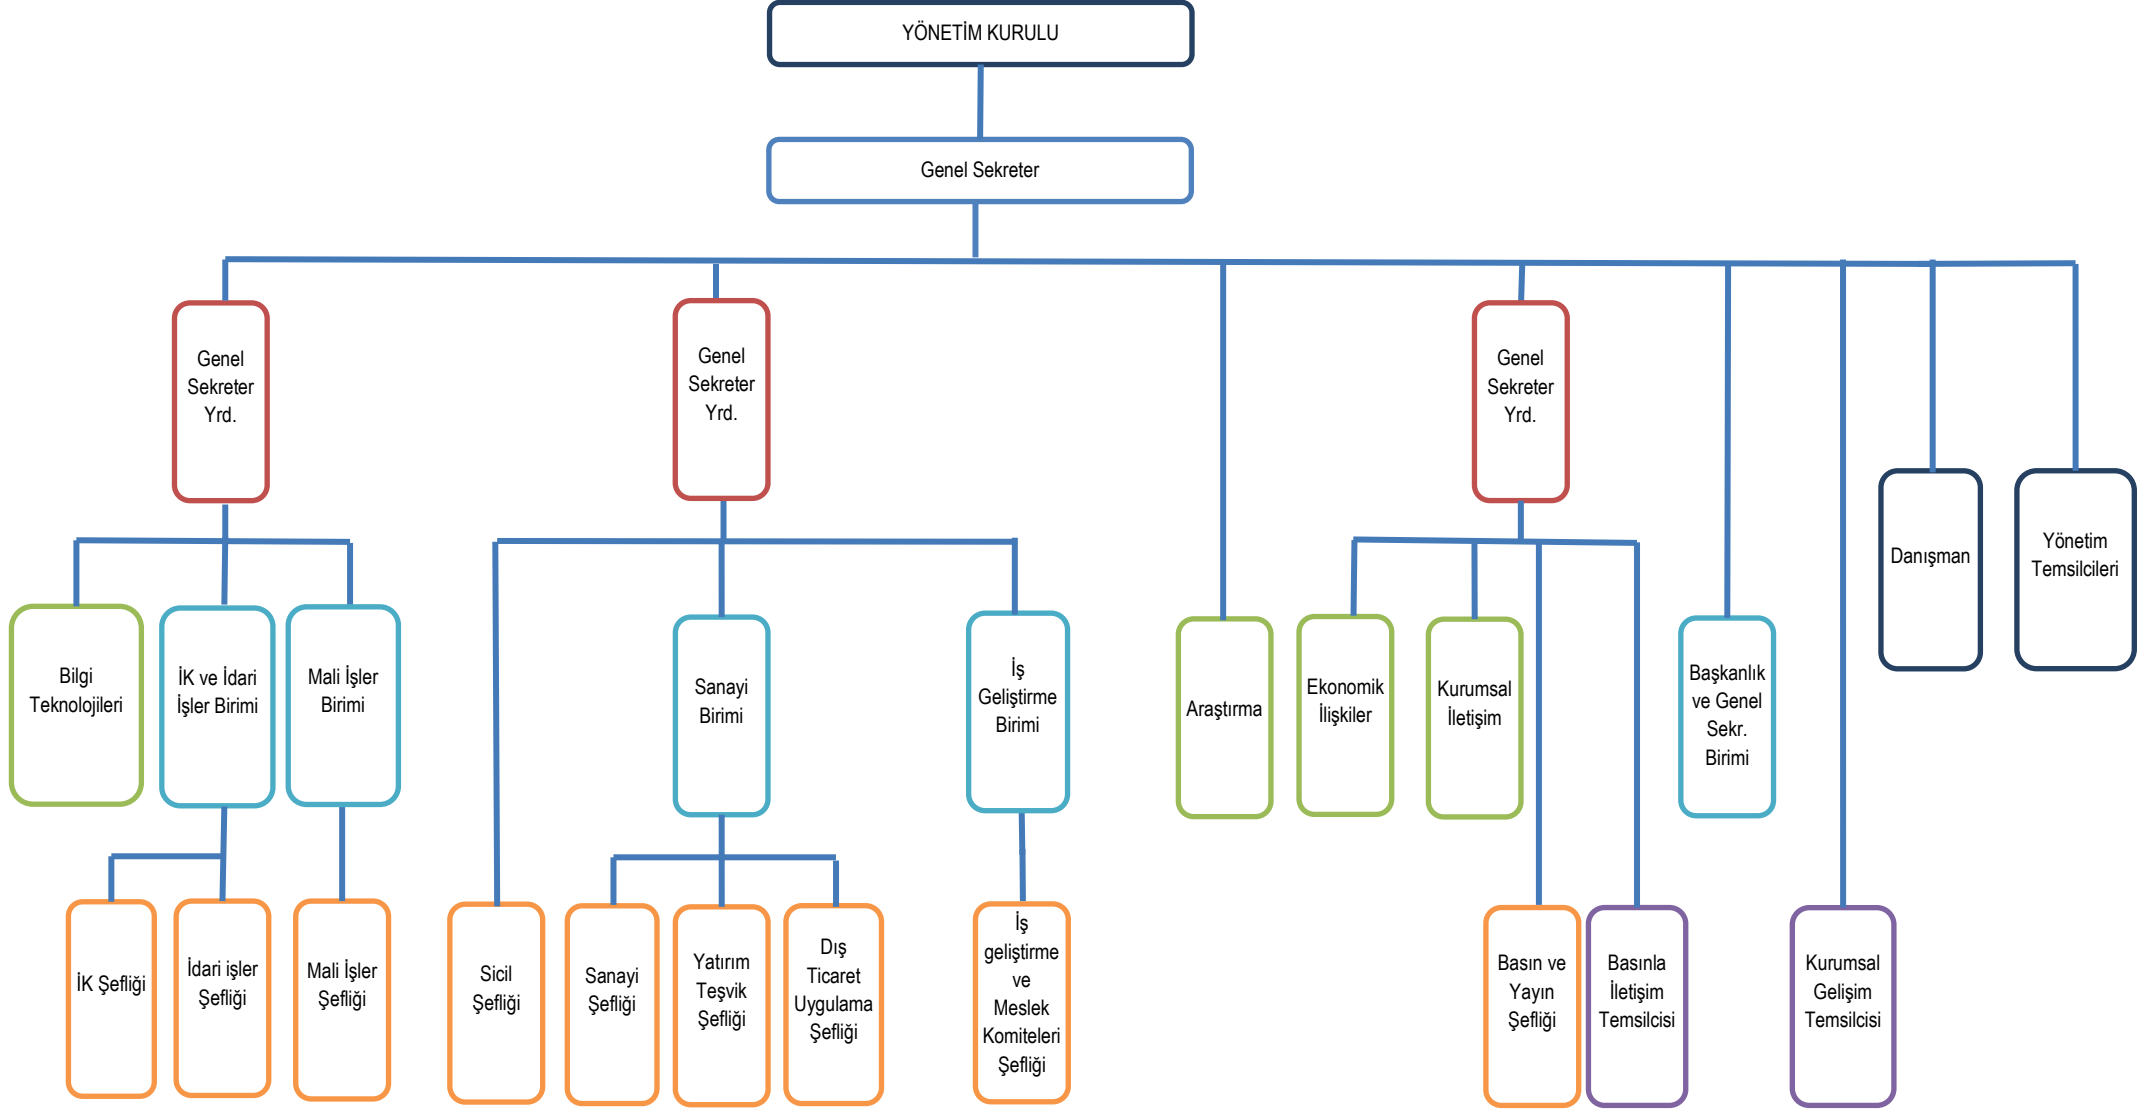 YÖNETİM KURULU
Genel Sekreter
Genel
Sekreter
Yrd.
Genel
Sekreter
Yrd.
Genel
Sekreter
Yrd.
Danışman
Yönetim
Temsilcileri
Bilgi
Teknolojileri
İK ve İdari
İşler Birimi
Mali İşler
Birimi
Sanayi
Birimi
İş
Geliştirme
Birimi
Araştırma
Ekonomik
İlişkiler
Kurumsal
İletişim
Başkanlık
ve Genel
Sekr.
Birimi
İK Şefliği
İdari işler
Şefliği
Mali İşler
Şefliği
Sicil
Şefliği
Sanayi
Şefliği
Yatırım
Teşvik
Şefliği
Dış
Ticaret
Uygulama
Şefliği
İş
geliştirme
ve
Meslek
Komiteleri
Şefliği
Basın ve
Yayın
Şefliği
Basınla
İletişim
Temsilcisi
Kurumsal
Gelişim
Temsilcisi